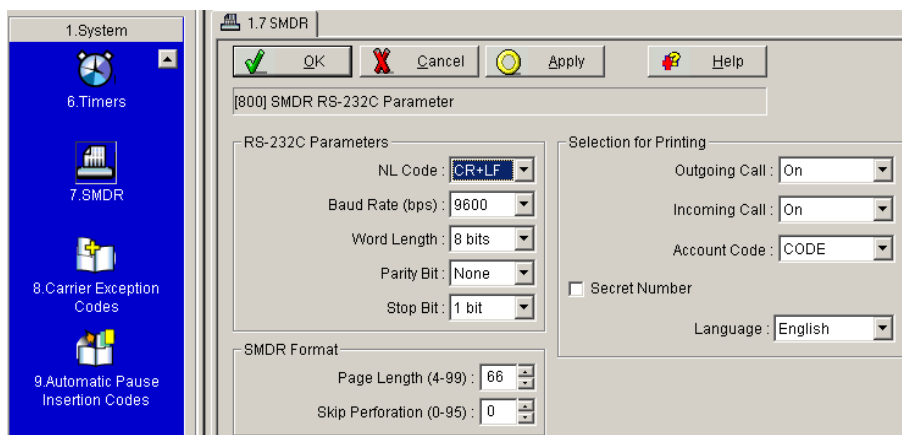 1.System
6.Timers
7.SMDR
8.Carrier Exception
Codes
9.Automatic Pause
Insertion Codes
1.7 SMDR
OK
Cancel
Apply
Help
[800] SMDR RS-232C Parameter
RS-232C Parameters
NL Code : CR+LF
Baud Rate (bps) : 9600
Word Length : 8 bits
Parity Bit : None
Stop Bit : 1 bit
SMDR Format
Page Length (4-99) : 66
Skip Perforation (0-95) : 0
Selection for Printing
Outgoing Call : On
Incoming Call : On
Account Code : CODE
Secret Number
Language : English